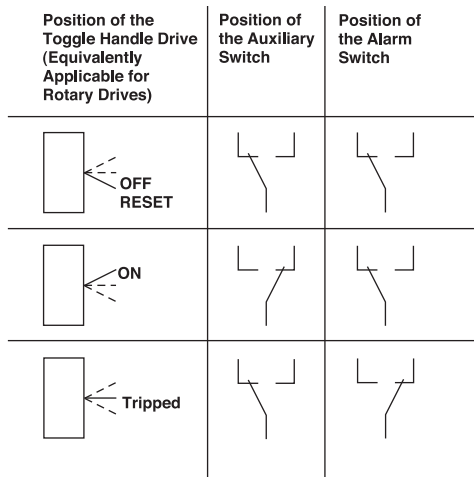 Position of the
Toggle Handle Drive
(Equivalently
Applicable for
Rotary Drives)
Position of
the Auxiliary
Switch
Position of
the Alarm
Switch
OFF
RESET
ON
Tripped